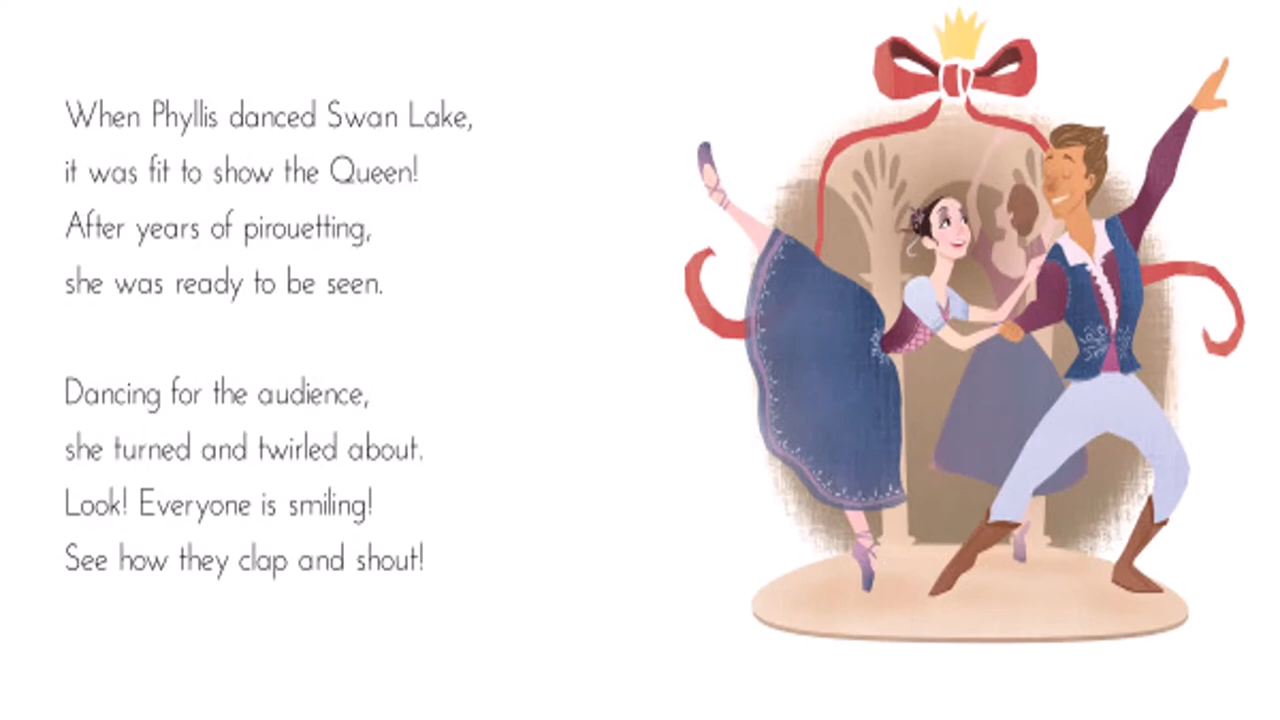 When Phyllis danced Swan Lake,
it was fit to show the Queen!
After years of pirouetting,
she was ready to be seen.
Dancing for the audience,
she turned and twirled about.
Look! Everyone is smiling!
See how they clap and shout!